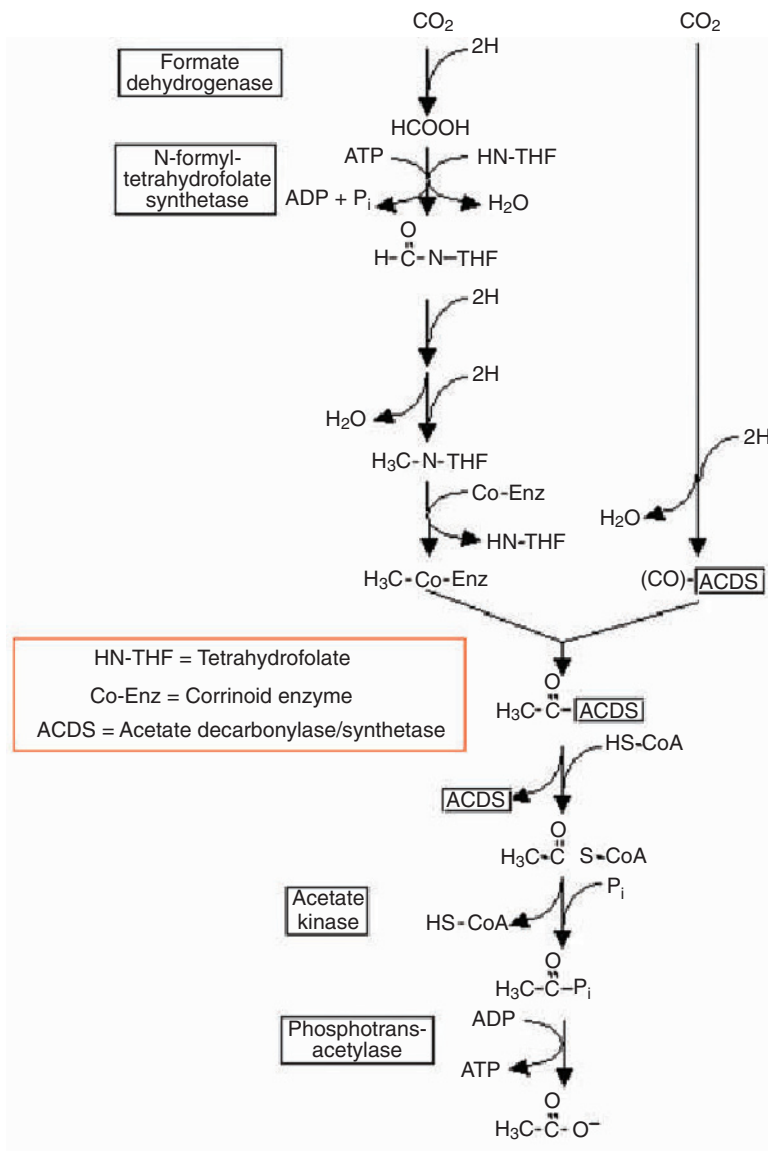 CO₂
CO₂
2H
Formate
dehydrogenase
HCOOH
ATP
HN-THF
N-formyl-
tetrahydrofolate
synthetase
ADP + Pᵢ
H₂O
O
H-C-N-THF
2H
2H
H₂O
H₃C-N-THF
2H
Co-Enz
H₂O
HN-THF
H₃C-Co-Enz
(CO)-ACDS
HN-THF = Tetrahydrofolate
Co-Enz = Corrinoid enzyme
ACDS = Acetate decarbonylase/synthetase
O
H₃C-C-ACDS
HS-CoA
ACDS
O
H₃C-C S-CoA
Pᵢ
Acetate
kinase
HS-CoA
O
H₃C-C-Pᵢ
ADP
Phosphotrans-
acetylase
ATP
O
H₃C-C-O⁻